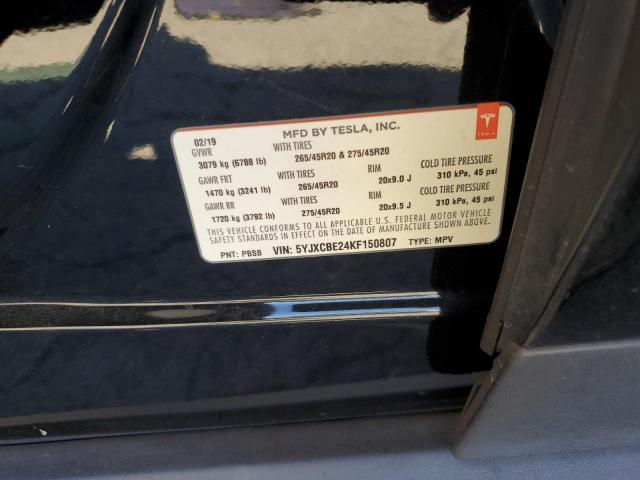 02/19 MFD BY TESLA, INC. TESLA
GVWR WITH TIRES
3079 kg (6788 lb) 265/45R20 & 275/45R20
GAWR FRT WITH TIRES RIM COLD TIRE PRESSURE
1470 kg (3241 lb) 265/45R20 20x9.0 J 310 kPa, 45 psi
GAWR RR WITH TIRES RIM COLD TIRE PRESSURE
1720 kg (3792 lb) 275/45R20 20x9.5 J 310 kPa, 45 psi
THIS VEHICLE CONFORMS TO ALL APPLICABLE U.S. FEDERAL MOTOR VEHICLE
SAFETY STANDARDS IN EFFECT ON THE DATE OF MANUFACTURE SHOWN ABOVE.
PNT: PBSB VIN: 5YJXCBE24KF150807 TYPE: MPV